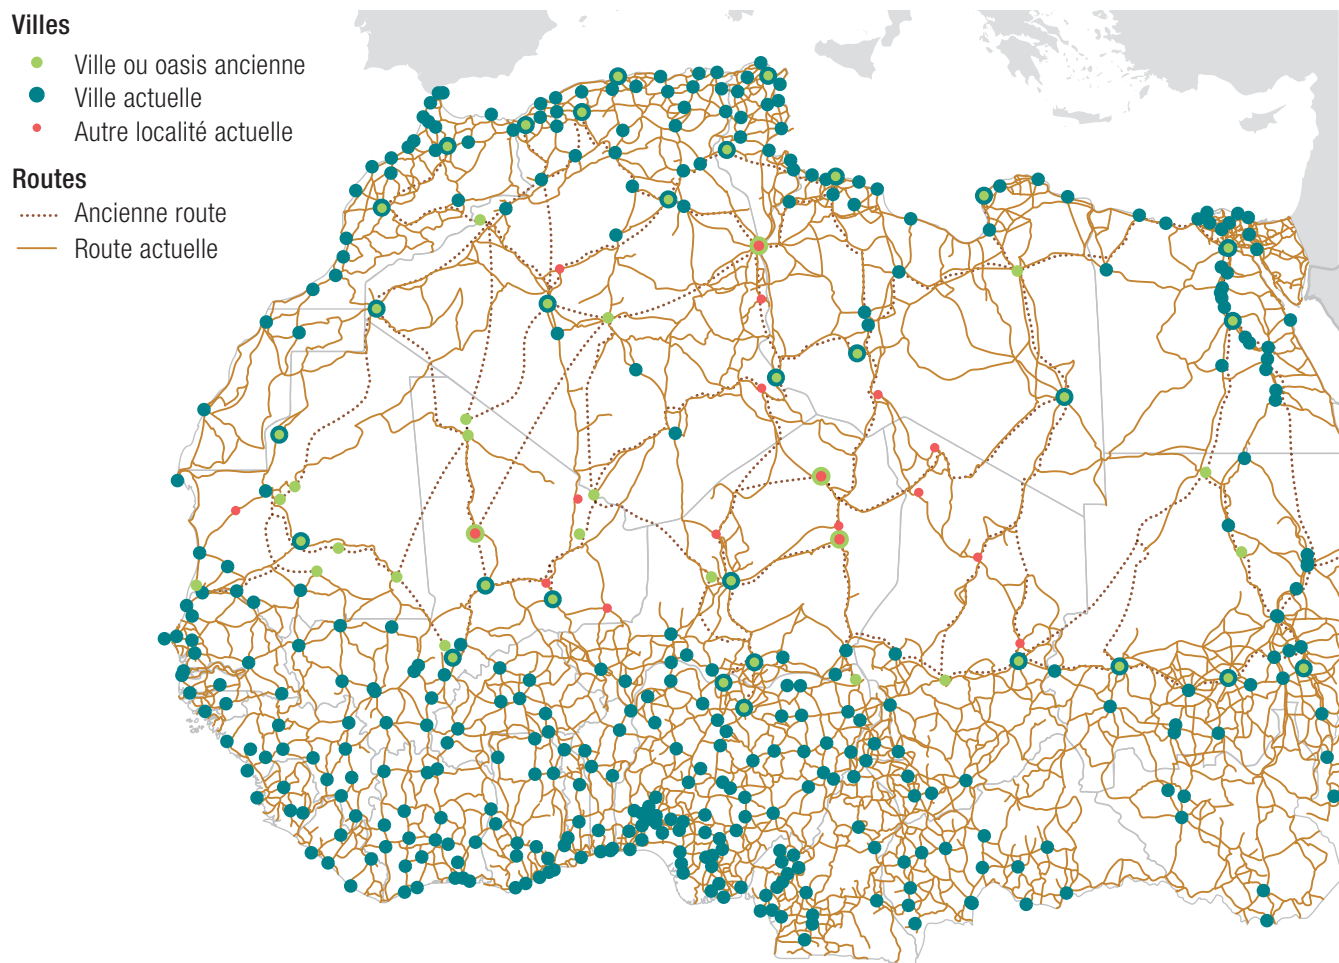 Villes
Ville ou oasis ancienne
Ville actuelle
Autre localité actuelle
Routes
Ancienne route
Route actuelle